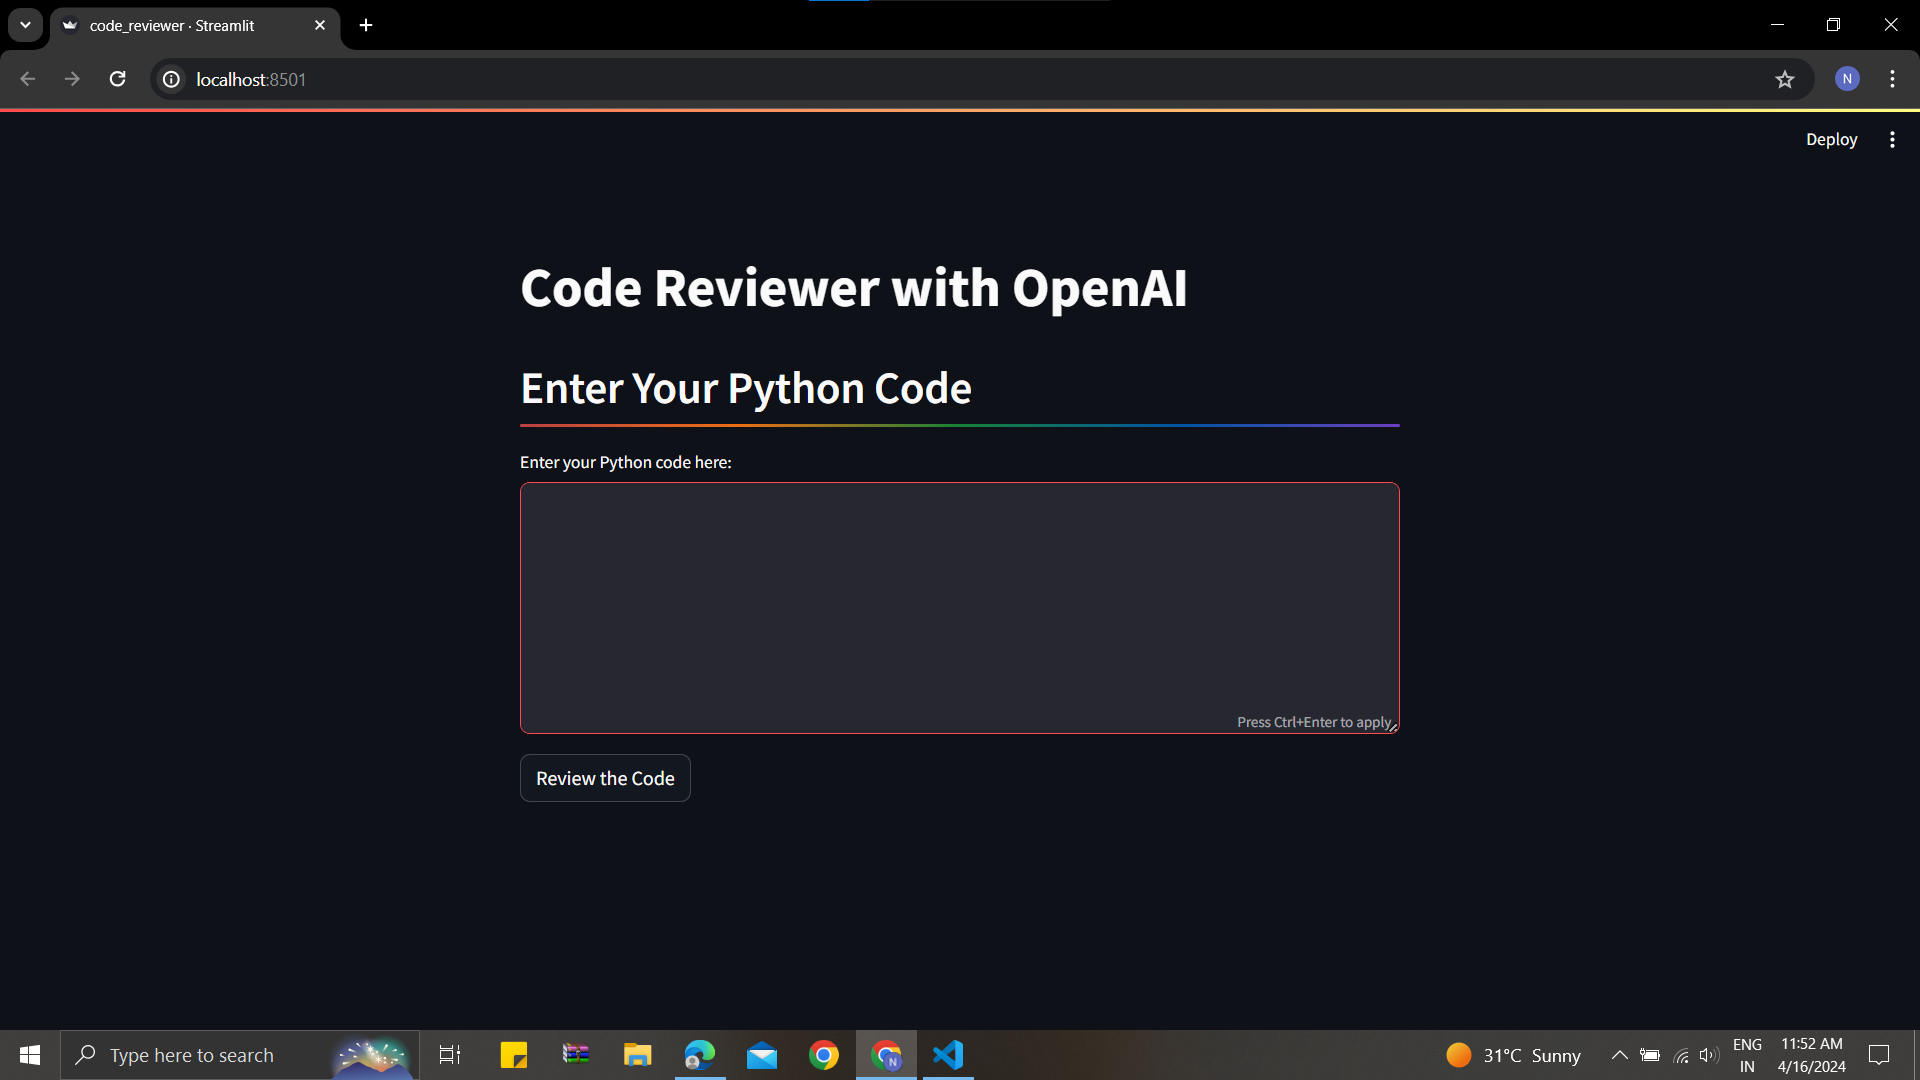 code_reviewer · Streamlit
localhost:8501
N
Deploy
Code Reviewer with OpenAI
Enter Your Python Code
Enter your Python code here:
Press Ctrl+Enter to apply
Review the Code
Type here to search
N
31°C Sunny
ENG
IN
11:52 AM
4/16/2024